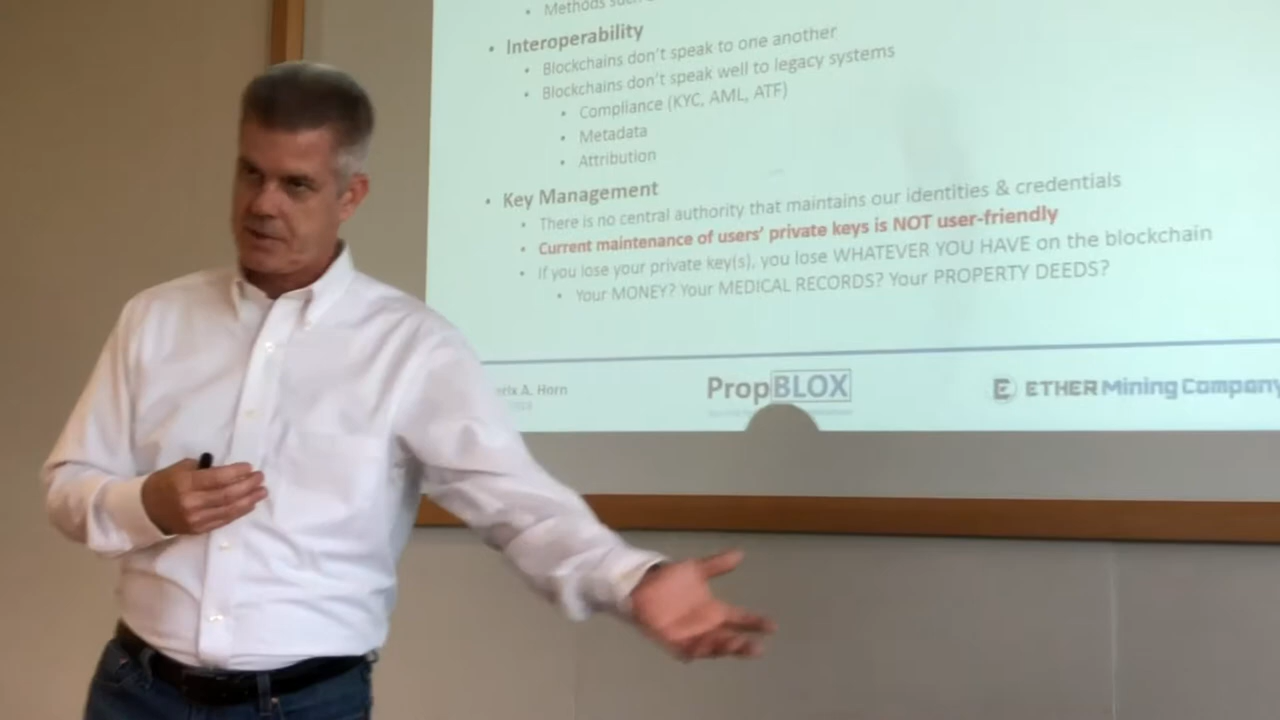 • Methods such
• Interoperability
• Blockchains don't speak to one another
• Blockchains don't speak well to legacy systems
• Compliance (KYC, AML, ATF)
• Metadata
• Attribution
• Key Management
• There is no central authority that maintains our identities & credentials
• Current maintenance of users' private keys is NOT user-friendly
• If you lose your private key(s), you lose WHATEVER YOU HAVE on the blockchain
• Your MONEY? Your MEDICAL RECORDS? Your PROPERTY DEEDS?
A. Horn
PropBLOX
E ETHER Mining Company